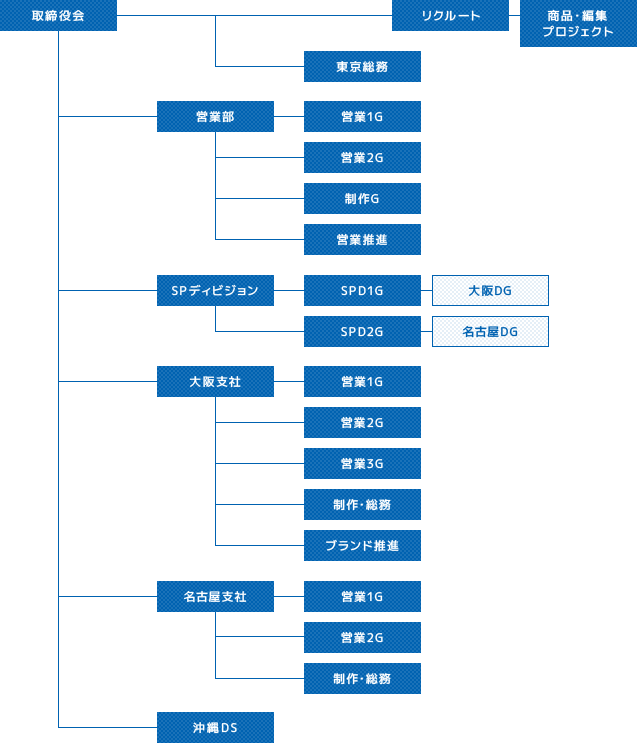 取締役会
リクルート
商品・編集
プロジェクト
東京総務
営業部
営業1G
営業2G
制作G
営業推進
SPディビジョン
SPD1G
大阪DG
SPD2G
名古屋DG
大阪支社
営業1G
営業2G
営業3G
制作・総務
ブランド推進
名古屋支社
営業1G
営業2G
制作・総務
沖縄DS